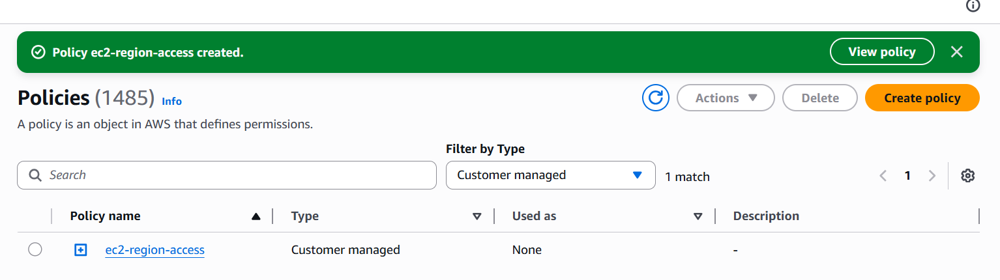 Policy ec2-region-access created.
View policy
Policies (1485) Info
Actions
Delete
Create policy
A policy is an object in AWS that defines permissions.
Filter by Type
Search
Customer managed
1 match
1
Policy name
Type
Used as
Description
ec2-region-access
Customer managed
None
-